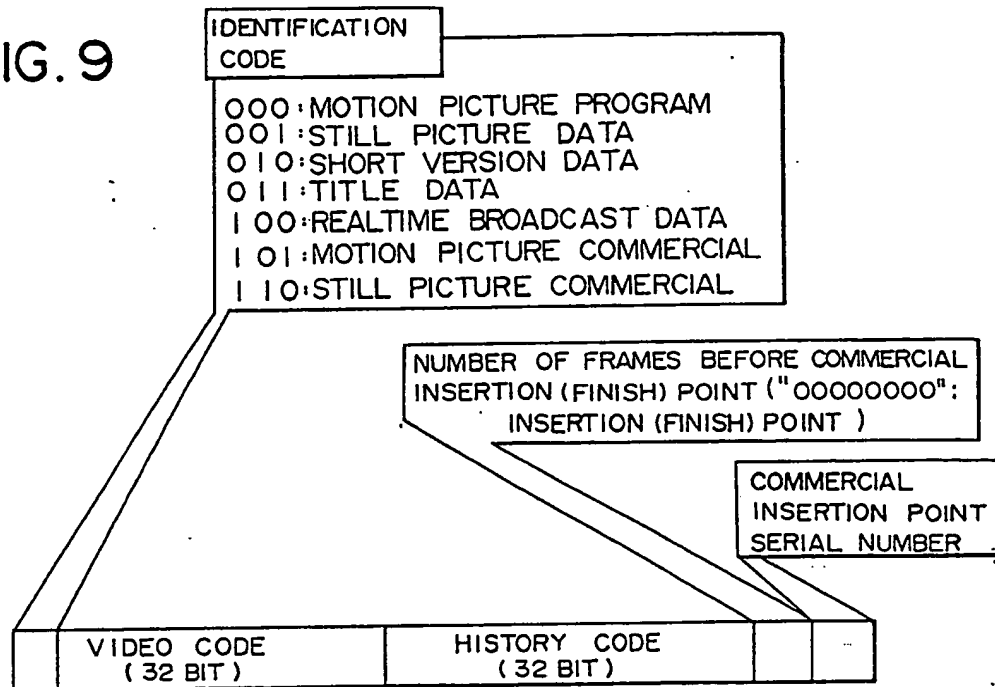 IG. 9
IDENTIFICATION
CODE
000:MOTION PICTURE PROGRAM
001:STILL PICTURE DATA
010:SHORT VERSION DATA
011:TITLE DATA
100:REALTIME BROADCAST DATA
101:MOTION PICTURE COMMERCIAL
110:STILL PICTURE COMMERCIAL
NUMBER OF FRAMES BEFORE COMMERCIAL
INSERTION (FINISH) POINT ("00000000":
INSERTION (FINISH) POINT )
COMMERCIAL
INSERTION POINT
SERIAL NUMBER
VIDEO CODE
(32 BIT)
HISTORY CODE
(32 BIT)